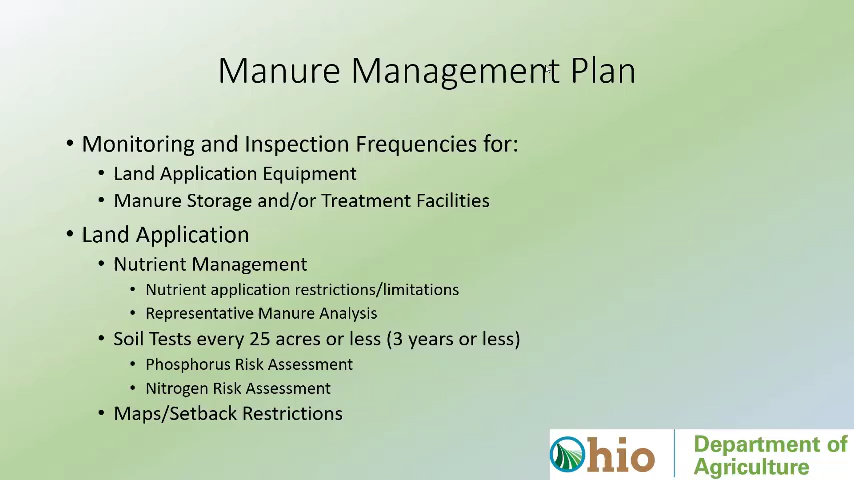 Manure Management Plan
• Monitoring and Inspection Frequencies for:
• Land Application Equipment
• Manure Storage and/or Treatment Facilities
• Land Application
• Nutrient Management
• Nutrient application restrictions/limitations
• Representative Manure Analysis
• Soil Tests every 25 acres or less (3 years or less)
• Phosphorus Risk Assessment
• Nitrogen Risk Assessment
• Maps/Setback Restrictions
Ohio
Department of
Agriculture